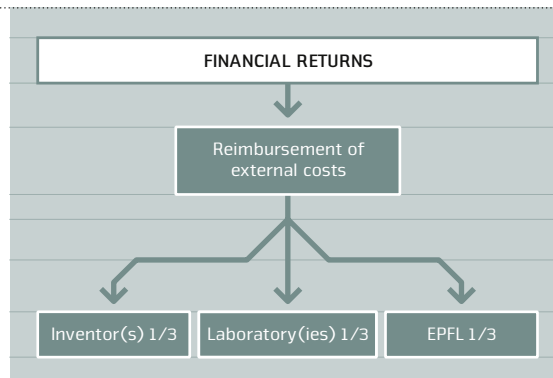 FINANCIAL RETURNS
Reimbursement of
external costs
Inventor(s) 1/3
Laboratory(ies) 1/3
EPFL 1/3